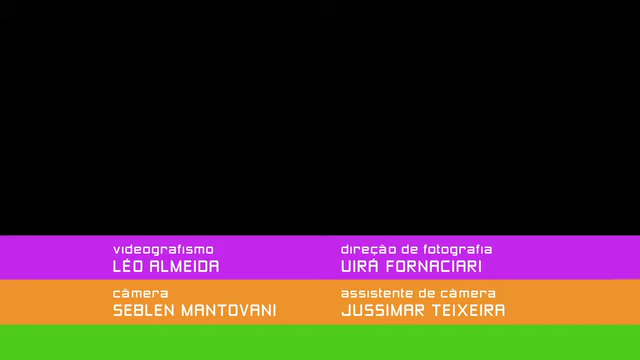 videografismo
LÉO ALMEIDA
direção de fotografia
UIRÁ FORNACIARI
câmera
SEBLEN MANTOVANI
assistente de câmera
JUSSIMAR TEIXEIRA